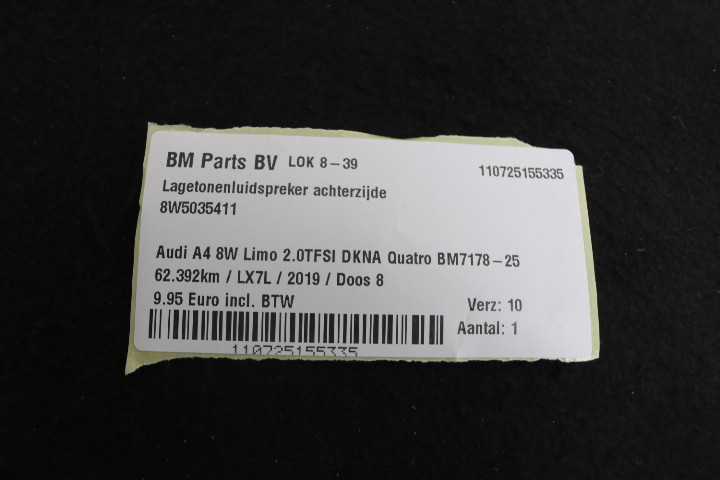 BM Parts BV LOK 8-39 110725155335
Lagetonenluidspreker achterzijde
8W5035411
Audi A4 8W Limo 2.0TFSI DKNA Quatro BM7178-25
62.392km / LX7L / 2019 / Doos 8
9.95 Euro incl. BTW Verz: 10
Aantal: 1
110725155335